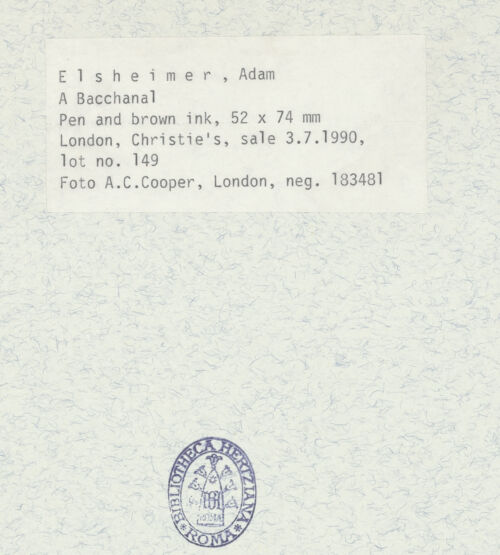 Elsheimer, Adam
A Bacchanal
Pen and brown ink, 52 x 74 mm
London, Christie's, sale 3.7.1990,
lot no. 149
Foto A.C.Cooper, London, neg. 183481
BIBLIOTHECA HERTZIANA
* ROMA *